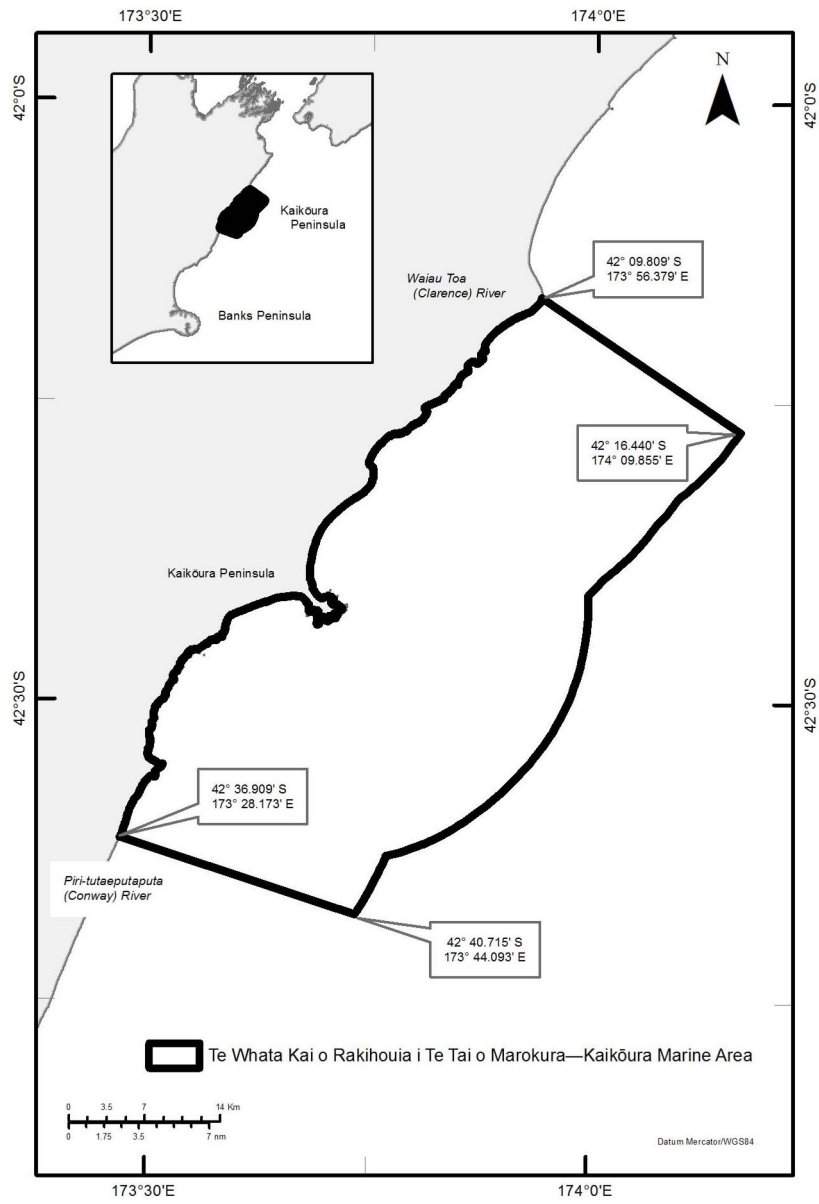 173°30'E
174°0'E
42°0'S
42°0'S
N
Kaikōura
Peninsula
Banks Peninsula
Waiau Toa
(Clarence) River
42° 09.809' S
173° 56.379' E
42° 16.440' S
174° 09.855' E
Kaikōura Peninsula
42°30'S
42°30'S
42° 36.909' S
173° 28.173' E
Piri-tutaeputaputa
(Conway) River
42° 40.715' S
173° 44.093' E
Te Whata Kai o Rakihouia i Te Tai o Marokura—Kaikōura Marine Area
0 3.5 7 14 Km
0 1.75 3.5 7 nm
Datum Mercator/WGS84
173°30'E
174°0'E